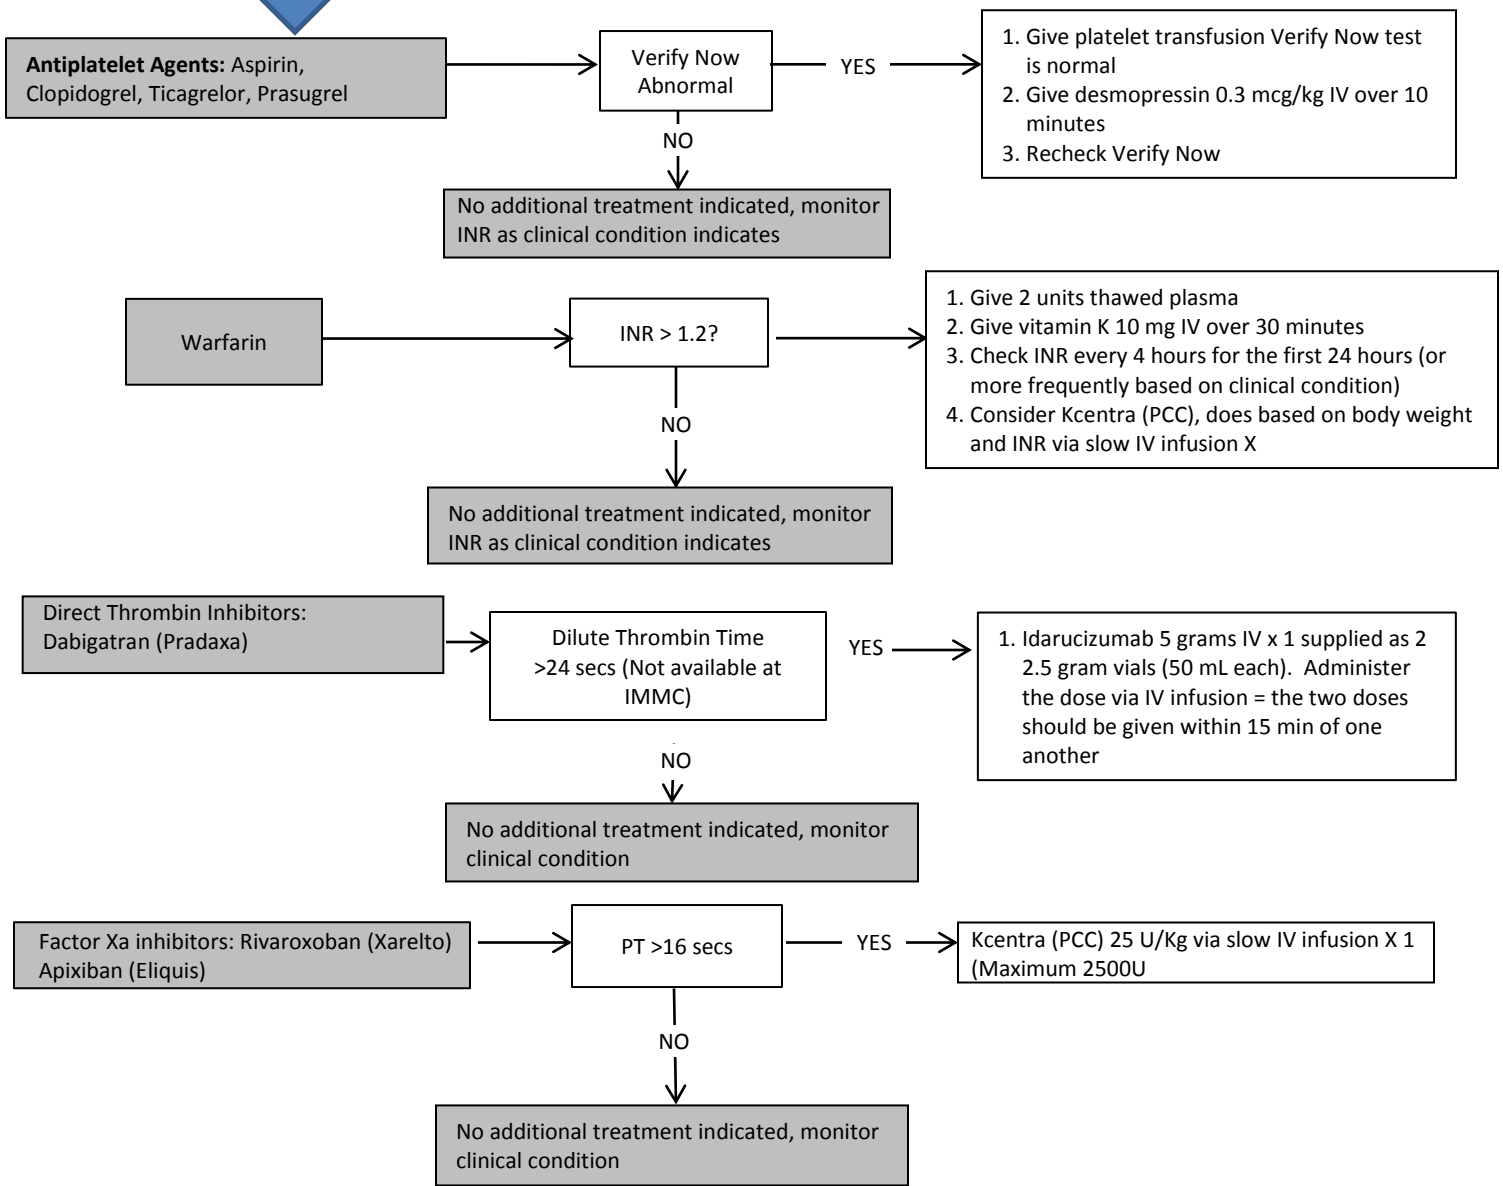 Antiplatelet Agents: Aspirin,
Clopidogrel, Ticagrelor, Prasugrel
Verify Now
Abnormal
YES
1. Give platelet transfusion Verify Now test
is normal
2. Give desmopressin 0.3 mcg/kg IV over 10
minutes
3. Recheck Verify Now
NO
No additional treatment indicated, monitor
INR as clinical condition indicates
Warfarin
INR > 1.2?
1. Give 2 units thawed plasma
2. Give vitamin K 10 mg IV over 30 minutes
3. Check INR every 4 hours for the first 24 hours (or
more frequently based on clinical condition)
4. Consider Kcentra (PCC), does based on body weight
and INR via slow IV infusion X
NO
No additional treatment indicated, monitor
INR as clinical condition indicates
Direct Thrombin Inhibitors:
Dabigatran (Pradaxa)
Dilute Thrombin Time
>24 secs (Not available at
IMMC)
YES
1. Idarucizumab 5 grams IV x 1 supplied as 2
2.5 gram vials (50 mL each). Administer
the dose via IV infusion = the two doses
should be given within 15 min of one
another
NO
No additional treatment indicated, monitor
clinical condition
Factor Xa inhibitors: Rivaroxoban (Xarelto)
Apixiban (Eliquis)
PT >16 secs
YES
Kcentra (PCC) 25 U/Kg via slow IV infusion X 1
(Maximum 2500U
NO
No additional treatment indicated, monitor
clinical condition